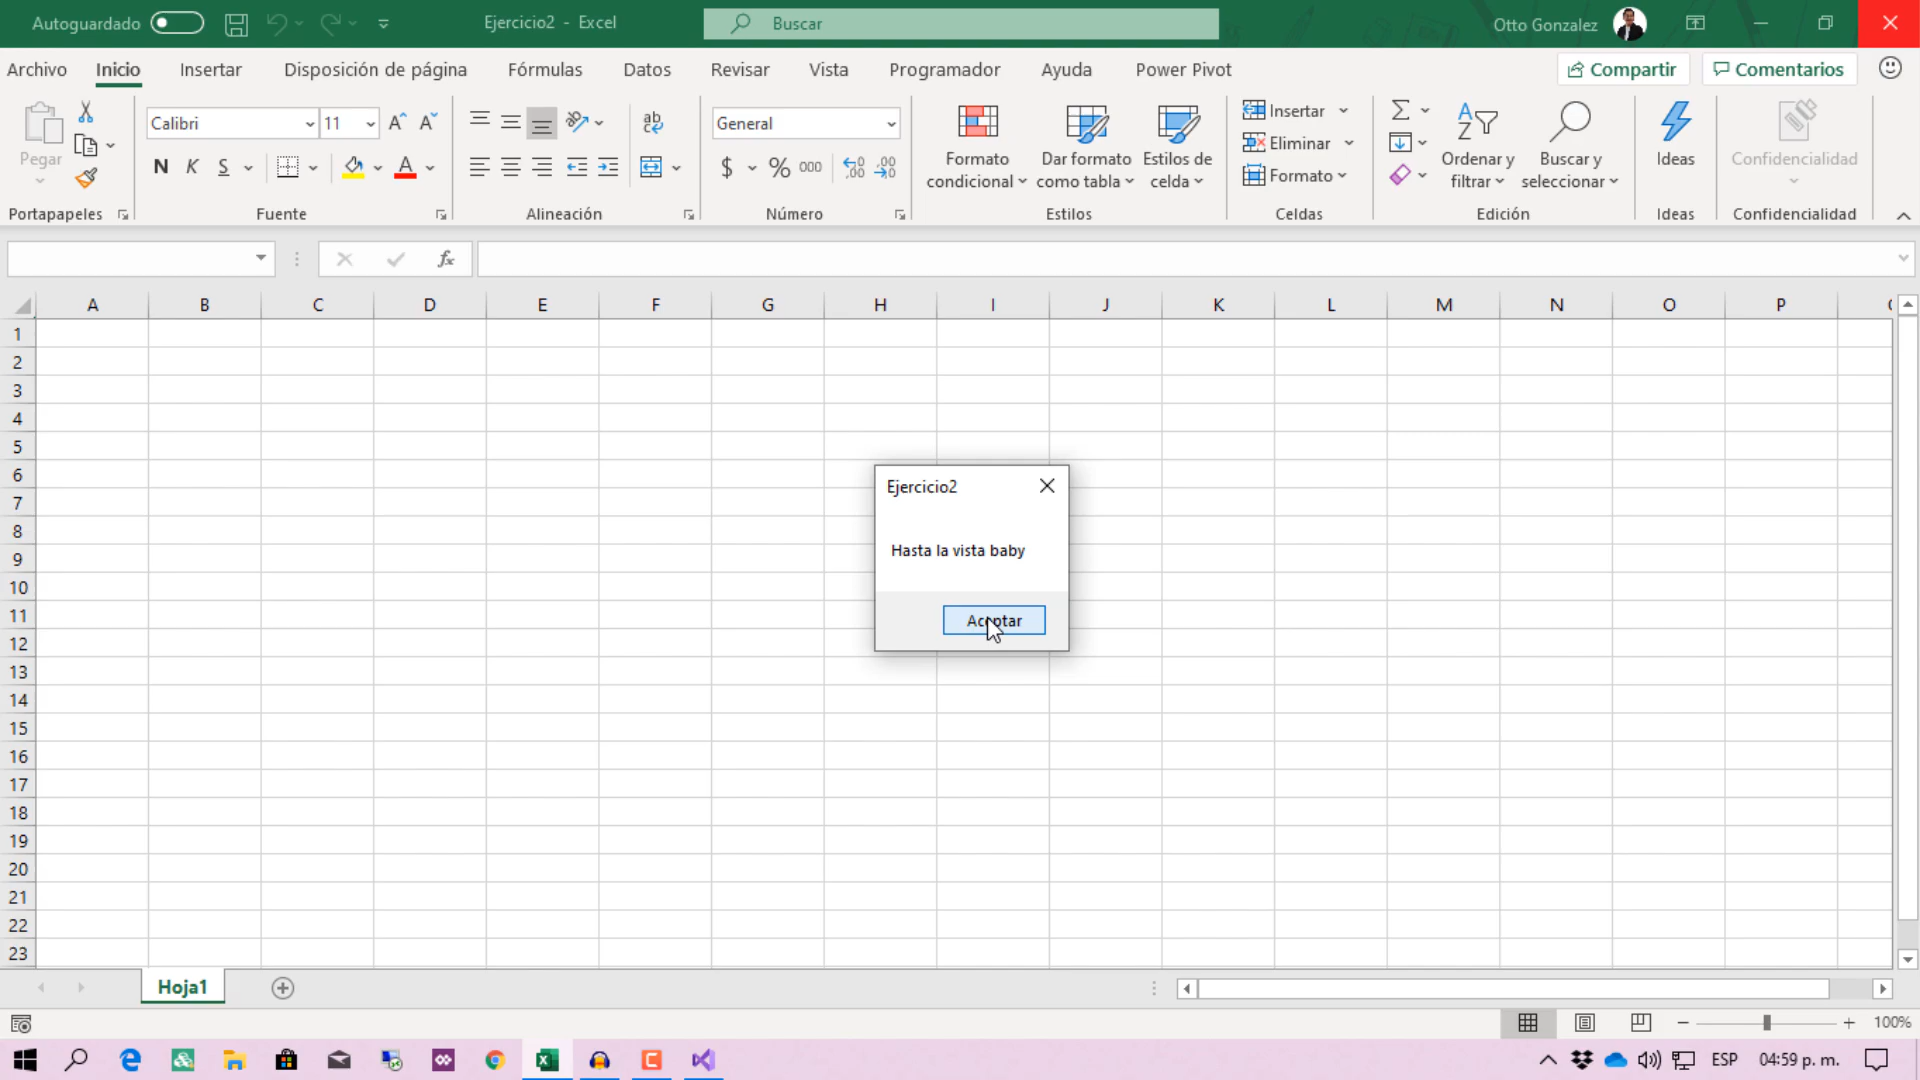 Autoguardado
Ejercicio2 - Excel
Buscar
Otto Gonzalez
Archivo Inicio Insertar Disposición de página Fórmulas Datos Revisar Vista Programador Ayuda Power Pivot Compartir Comentarios
Pegar
Portapapeles
Calibri 11
N K S
Fuente
Alineación
General
$ % 000
Número
Formato condicional
Dar formato como tabla
Estilos de celda
Estilos
Insertar
Eliminar
Formato
Celdas
Ordenar y filtrar
Buscar y seleccionar
Edición
Ideas
Ideas
Confidencialidad
Confidencialidad
fx
A B C D E F G H I J K L M N O P
1
2
3
4
5
6
7
8
9
10
11
12
13
14
15
16
17
18
19
20
21
22
23
Ejercicio2
Hasta la vista baby
Aceptar
Hoja1
100%
ESP 04:59 p. m.